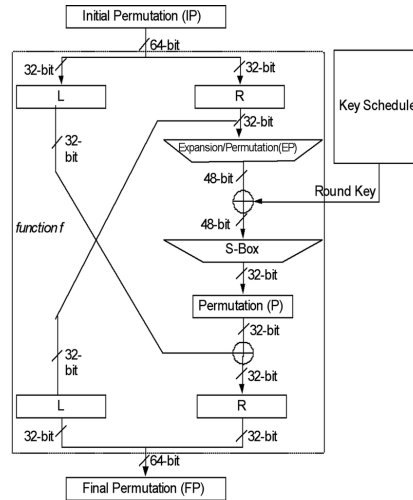 Initial Permutation (IP)
64-bit
32-bit
32-bit
L
R
Key Schedule
32-bit
32-
bit
Expansion/Permutation(EP)
48-bit
Round Key
48-bit
function f
S-Box
32-bit
Permutation (P)
32-bit
32-
bit
32-bit
L
R
32-bit
32-bit
64-bit
Final Permutation (FP)